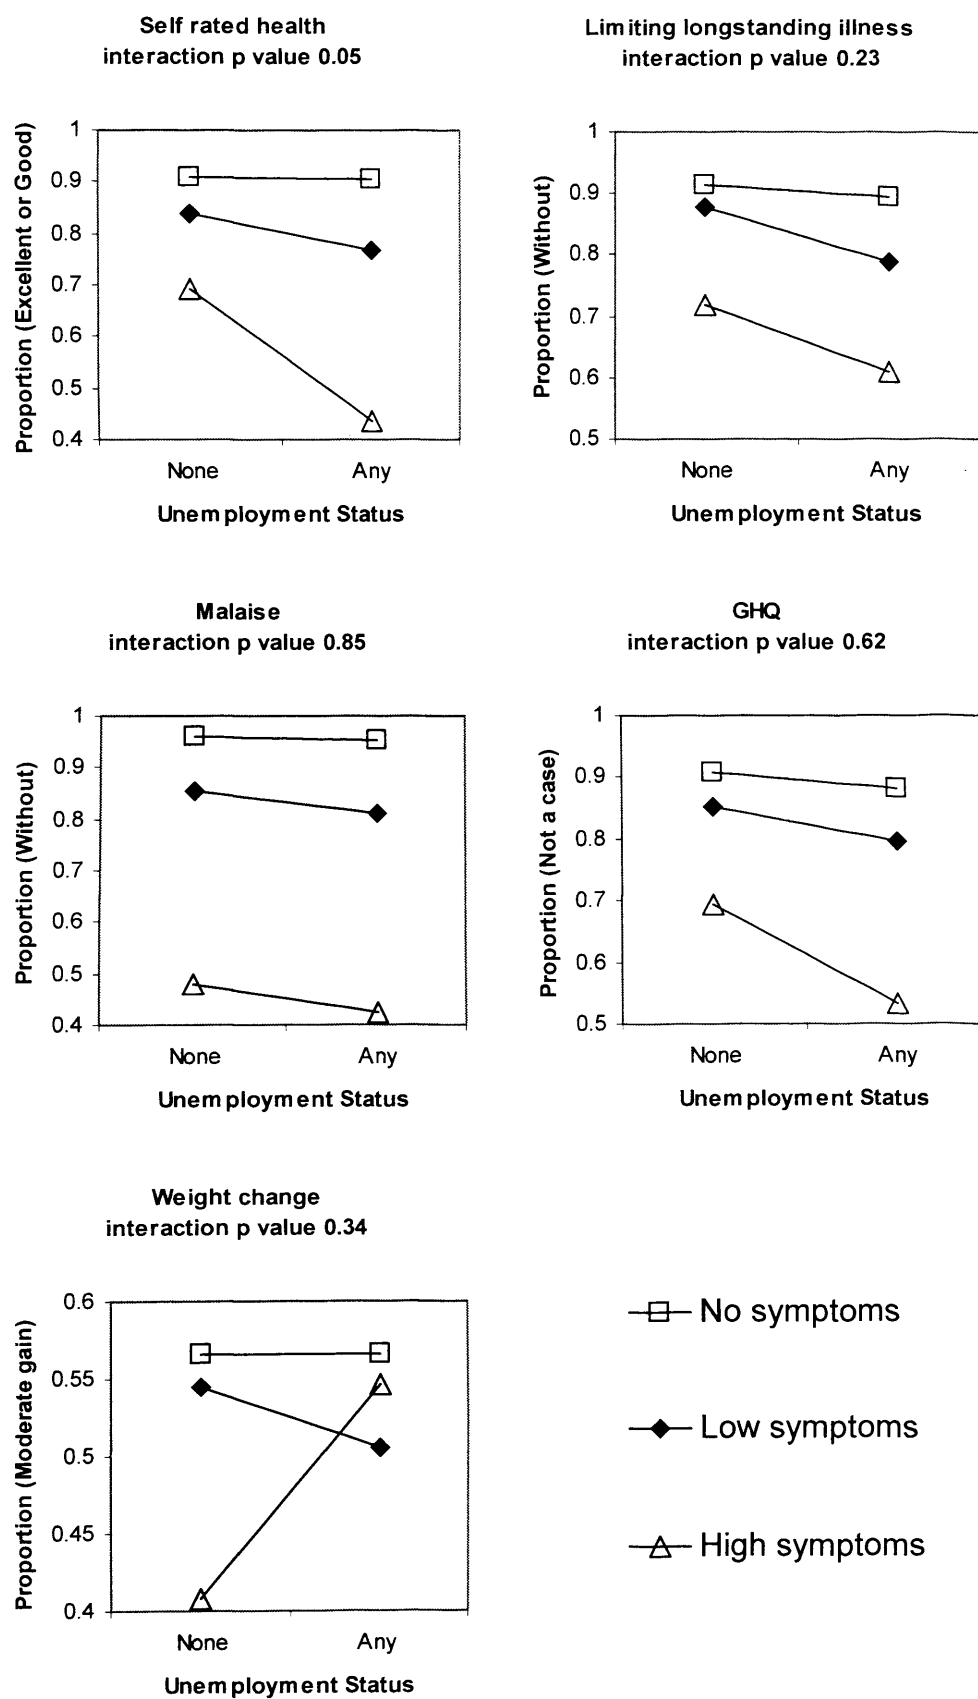 Self rated health
interaction p value 0.05
Proportion (Excellent or Good)
1
0.9
0.8
0.7
0.6
0.5
0.4
None Any
Unemployment Status
Limiting longstanding illness
interaction p value 0.23
Proportion (Without)
1
0.9
0.8
0.7
0.6
0.5
None Any
Unemployment Status
Malaise
interaction p value 0.85
Proportion (Without)
1
0.9
0.8
0.7
0.6
0.5
0.4
None Any
Unemployment Status
GHQ
interaction p value 0.62
Proportion (Not a case)
1
0.9
0.8
0.7
0.6
0.5
None Any
Unemployment Status
Weight change
interaction p value 0.34
Proportion (Moderate gain)
0.6
0.55
0.5
0.45
0.4
None Any
Unemployment Status
No symptoms
Low symptoms
High symptoms